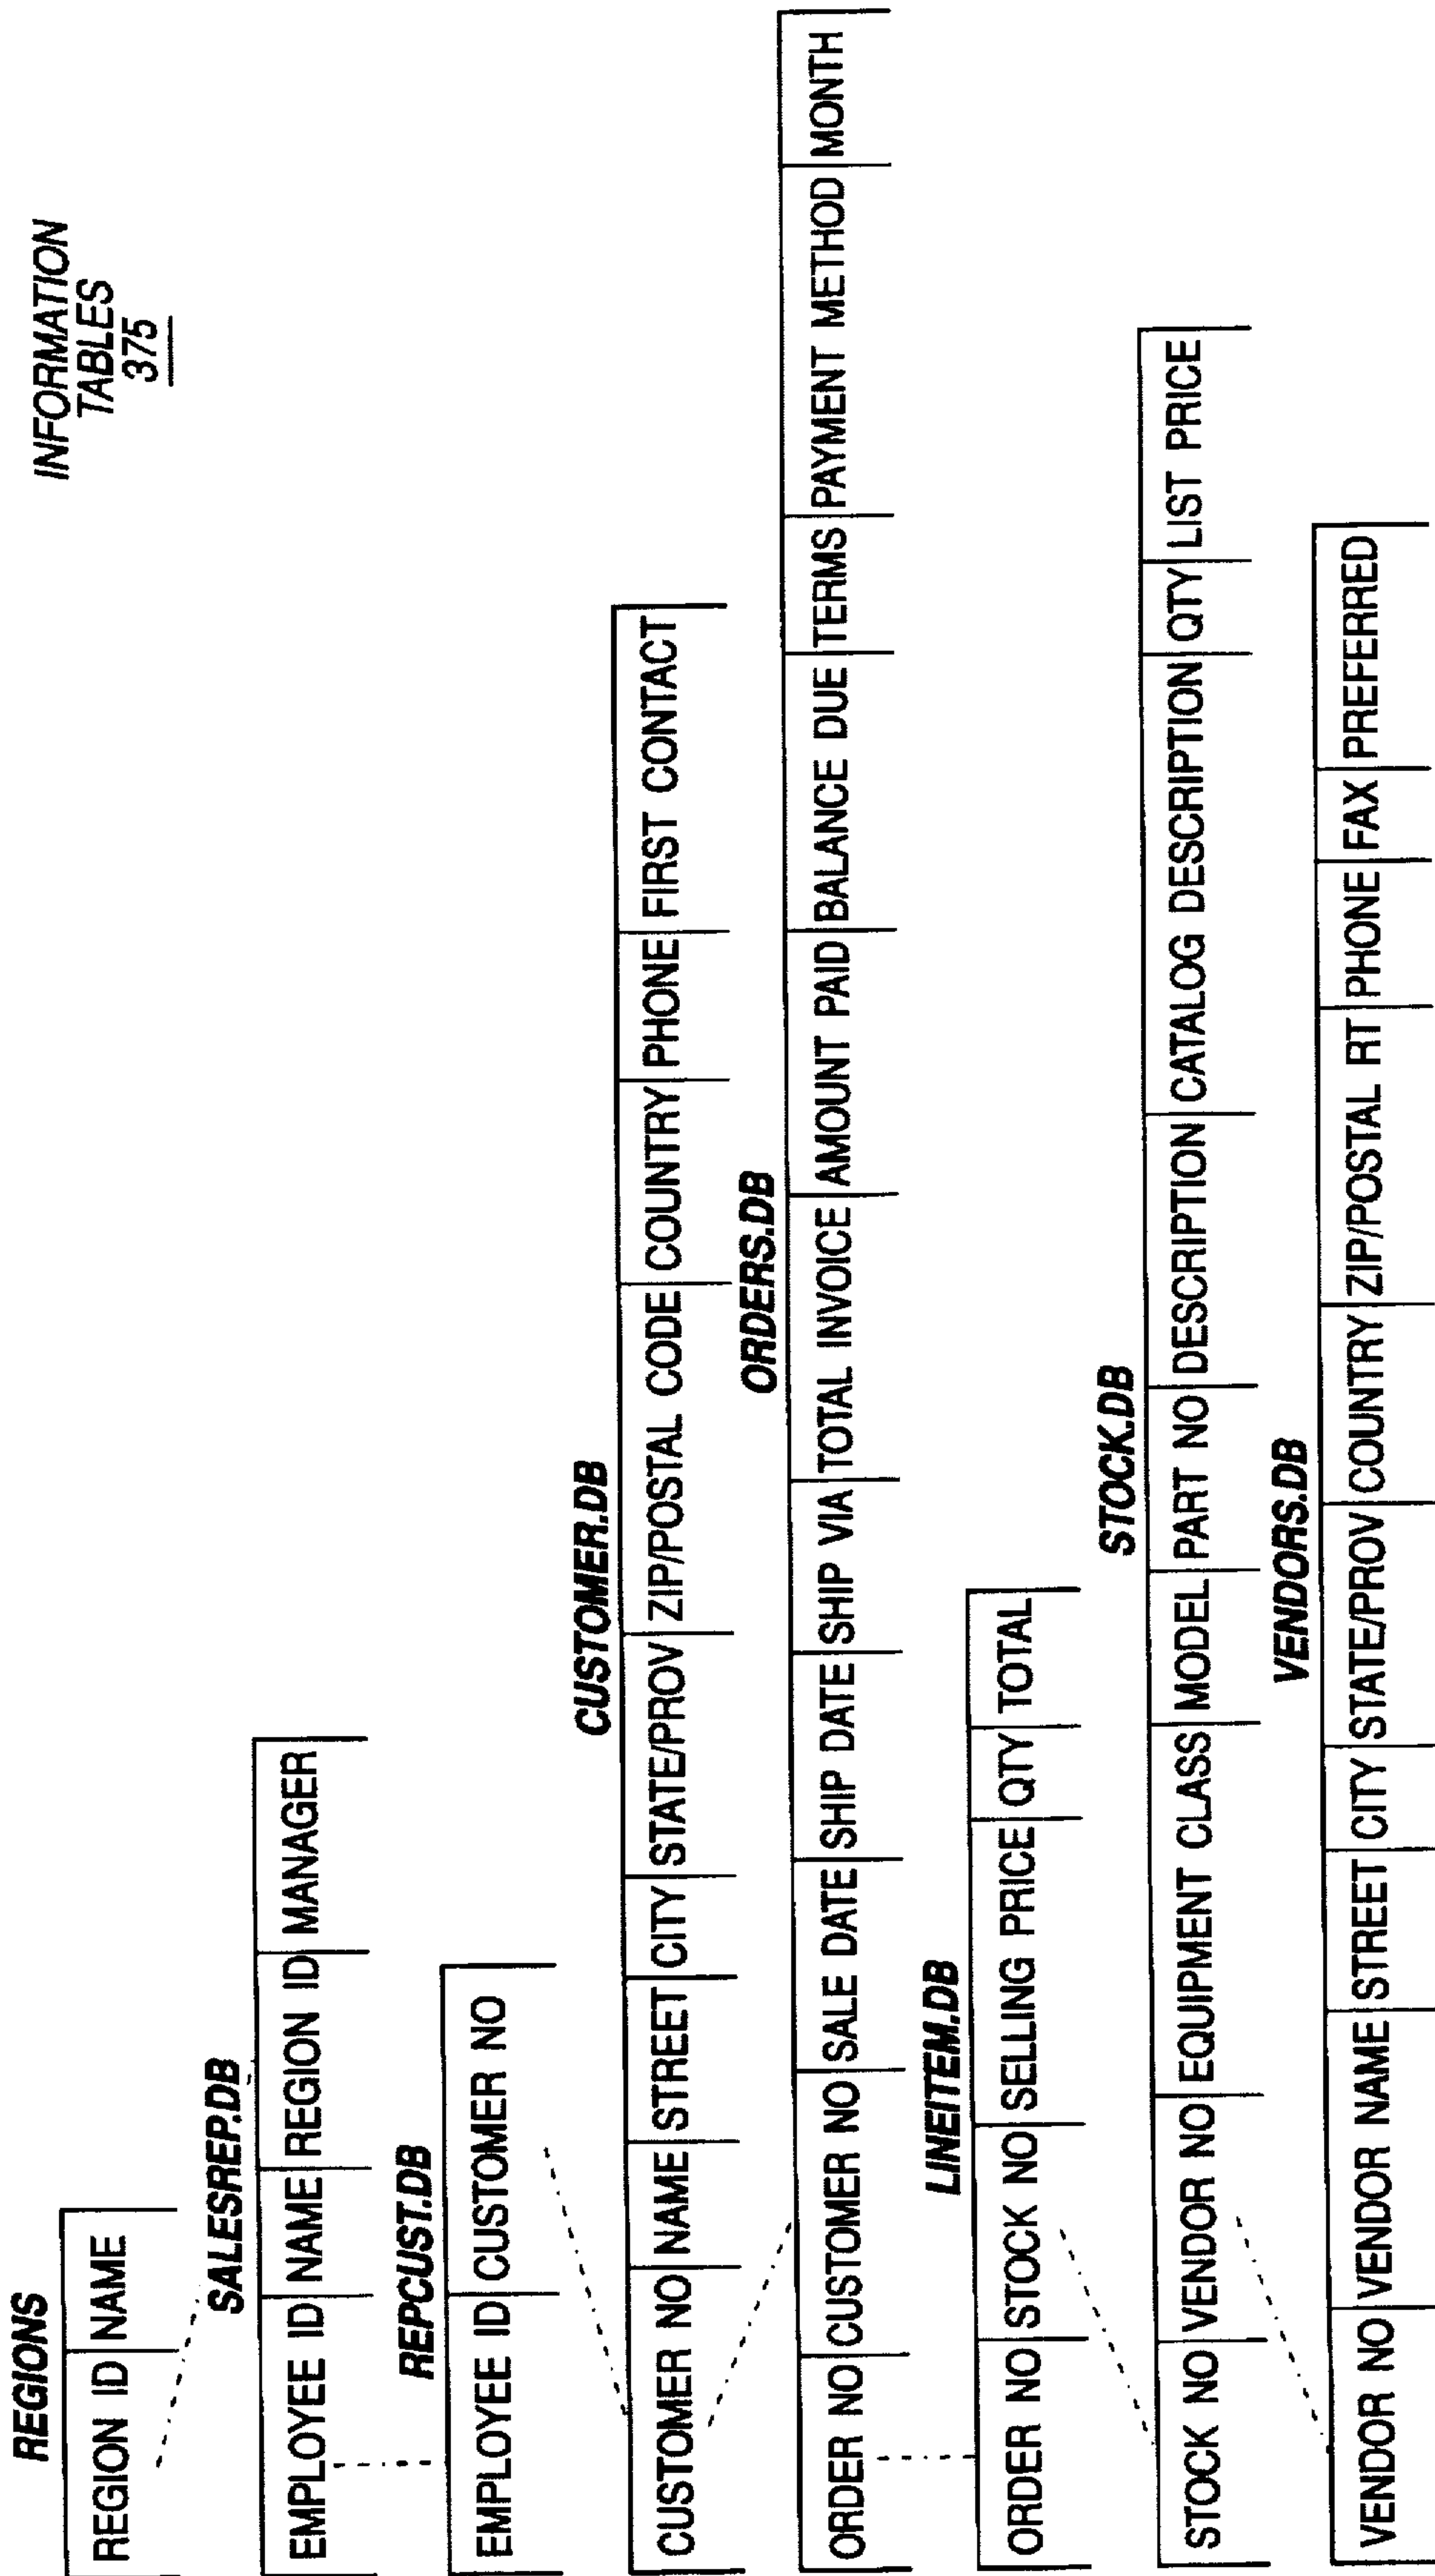 INFORMATION
TABLES
375
REGIONS
REGION ID NAME
SALESREP.DB
EMPLOYEE ID NAME REGION ID MANAGER
REPCUST.DB
EMPLOYEE ID CUSTOMER NO
CUSTOMER.DB
CUSTOMER NO NAME STREET CITY STATE/PROV ZIP/POSTAL CODE COUNTRY PHONE FIRST CONTACT
ORDERS.DB
ORDER NO CUSTOMER NO SALE DATE SHIP DATE SHIP VIA TOTAL INVOICE AMOUNT PAID BALANCE DUE TERMS PAYMENT METHOD MONTH
LINEITEM.DB
ORDER NO STOCK NO SELLING PRICE QTY TOTAL
STOCK.DB
STOCK NO VENDOR NO EQUIPMENT CLASS MODEL PART NO DESCRIPTION CATALOG DESCRIPTION QTY LIST PRICE
VENDORS.DB
VENDOR NO VENDOR NAME STREET CITY STATE/PROV COUNTRY ZIP/POSTAL RT PHONE FAX PREFERRED